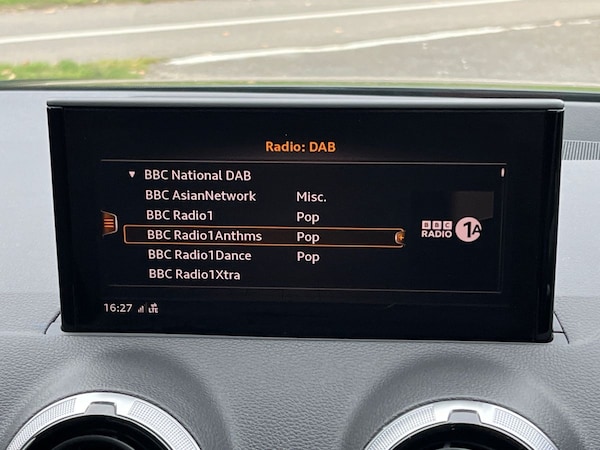 Radio: DAB
BBC National DAB
BBC AsianNetwork Misc.
BBC Radio1 Pop
BBC Radio1Anthms Pop
BBC RADIO 1A
BBC Radio1Dance Pop
BBC Radio1Xtra
16:27 LTE